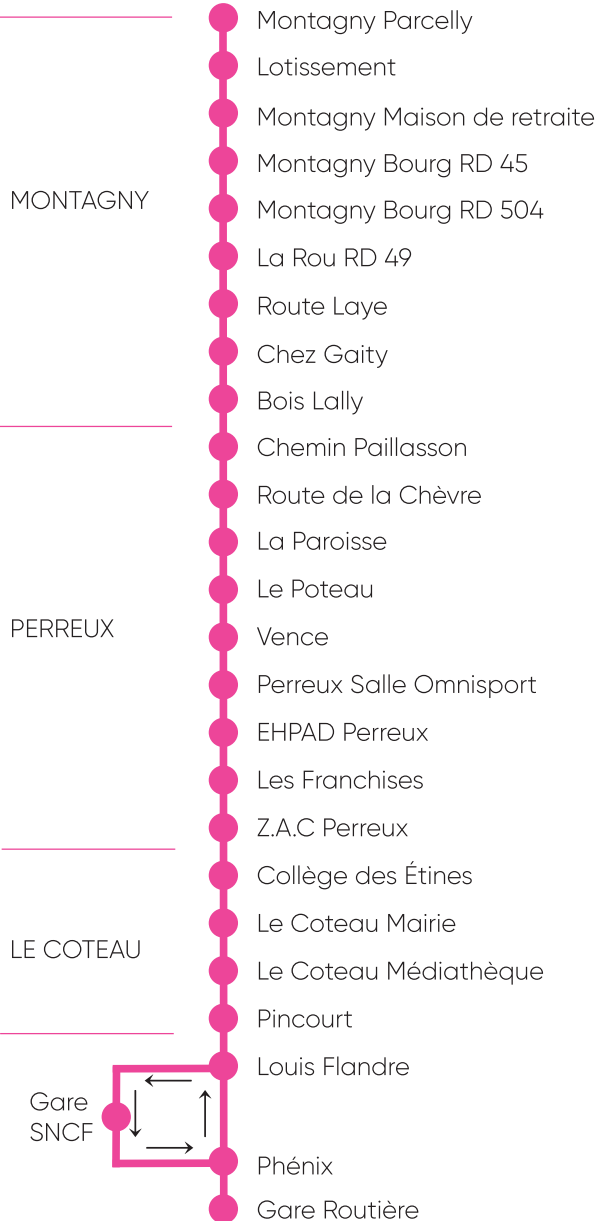 Montagny Parcelly
Lotissement
Montagny Maison de retraite
Montagny Bourg RD 45
MONTAGNY
Montagny Bourg RD 504
La Rou RD 49
Route Laye
Chez Gaity
Bois Lally
Chemin Paillasson
Route de la Chèvre
La Paroisse
Le Poteau
PERREUX
Vence
Perreux Salle Omnisport
EHPAD Perreux
Les Franchises
Z.A.C Perreux
Collège des Étines
Le Coteau Mairie
LE COTEAU
Le Coteau Médiathèque
Pincourt
Louis Flandre
Gare
SNCF
Phénix
Gare Routière